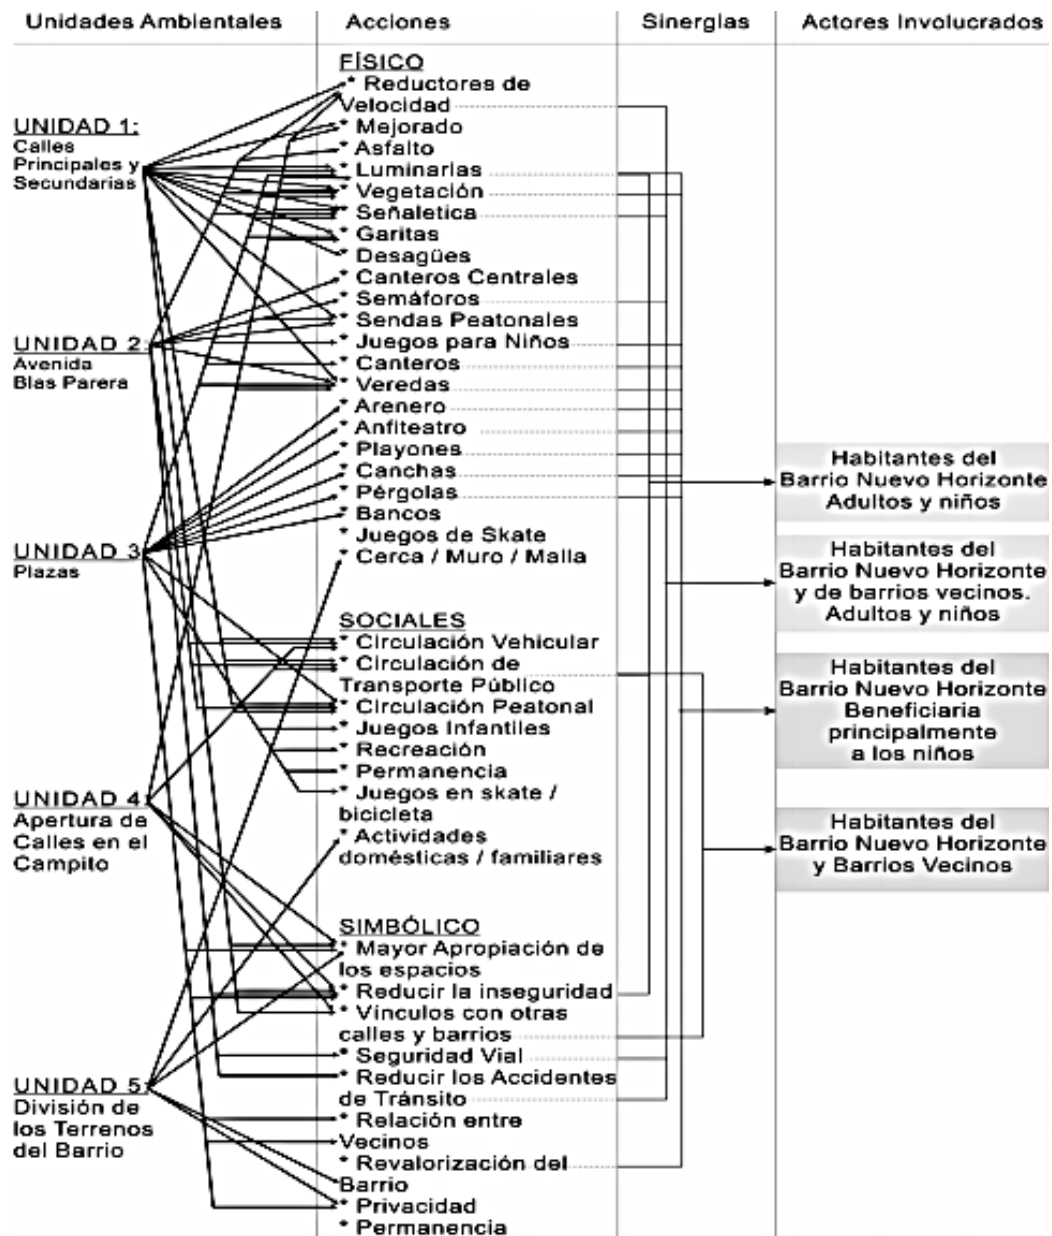 Unidades Ambientales
Acciones
Sinergias
Actores Involucrados
UNIDAD 1:
Calles
Principales y
Secundarias
UNIDAD 2:
Avenida
Blas Parera
UNIDAD 3
Plazas
UNIDAD 4
Apertura de
Calles en el
Campito
UNIDAD 5:
División de
los Terrenos
del Barrio
FÍSICO
* Reductores de
Velocidad
* Mejorado
* Asfalto
* Luminarias
* Vegetación
* Señaletica
* Garitas
* Desagües
* Canteros Centrales
* Semáforos
* Sendas Peatonales
* Juegos para Niños
* Canteros
* Veredas
* Arenero
* Anfiteatro
* Playones
* Canchas
* Pérgolas
* Bancos
* Juegos de Skate
* Cerca / Muro / Malla
SOCIALES
* Circulación Vehicular
* Circulación de
Transporte Público
* Circulación Peatonal
* Juegos Infantiles
* Recreación
* Permanencia
* Juegos en skate /
bicicleta
* Actividades
domésticas / familiares
SIMBÓLICO
* Mayor Apropiación de
los espacios
* Reducir la inseguridad
* Vínculos con otras
calles y barrios
* Seguridad Vial
* Reducir los Accidentes
de Tránsito
* Relación entre
Vecinos
* Revalorización del
Barrio
* Privacidad
* Permanencia
Habitantes del
Barrio Nuevo Horizonte
Adultos y niños
Habitantes del
Barrio Nuevo Horizonte
y de barrios vecinos.
Adultos y niños
Habitantes del
Barrio Nuevo Horizonte
Beneficiaria
principalmente
a los niños
Habitantes del
Barrio Nuevo Horizonte
y Barrios Vecinos